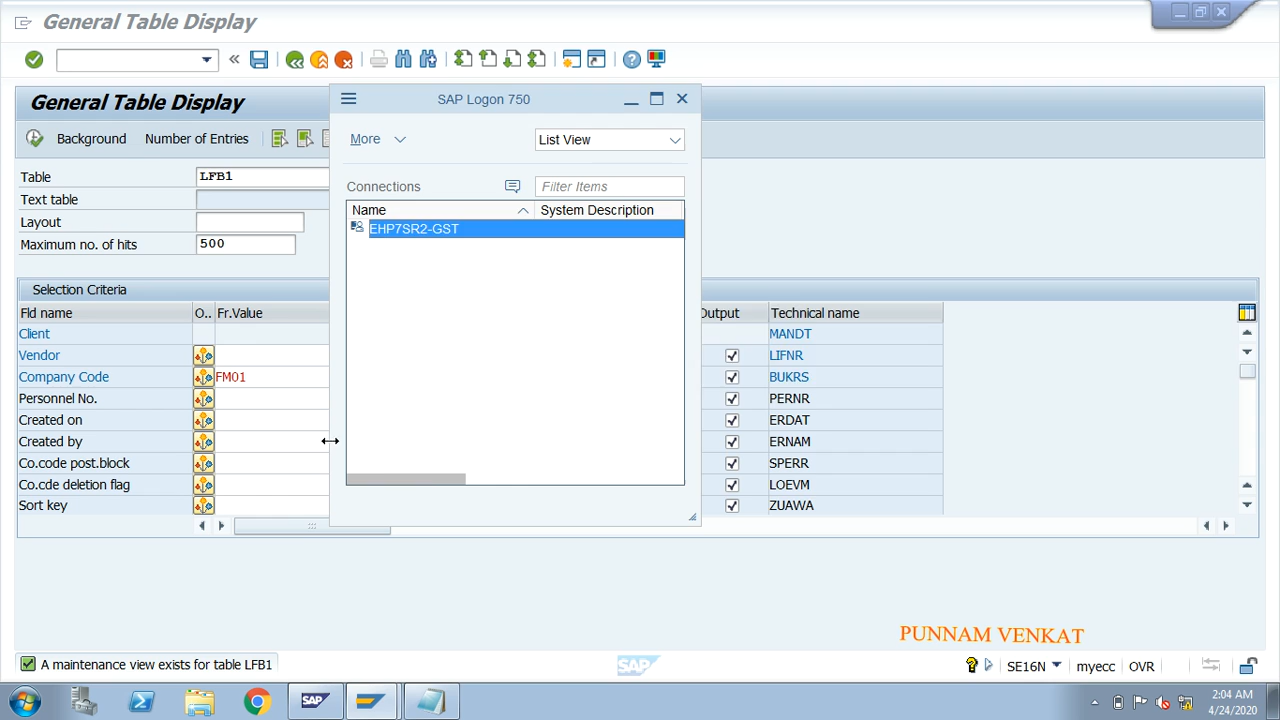 General Table Display
General Table Display
Background Number of Entries
Table LFB1
Text table
Layout
Maximum no. of hits 500
SAP Logon 750
More List View
Connections Filter Items
Name System Description
EHP7SR2-GST
Selection Criteria
Fld name O.. Fr.Value Output Technical name
Client MANDT
Vendor LIFNR
Company Code FM01 BUKRS
Personnel No. PERNR
Created on ERDAT
Created by ERNAM
Co.code post.block SPERR
Co.cde deletion flag LOEVM
Sort key ZUAWA
PUNNAM VENKAT
A maintenance view exists for table LFB1
SAP
SE16N myecc OVR
SAP
2:04 AM
4/24/2020